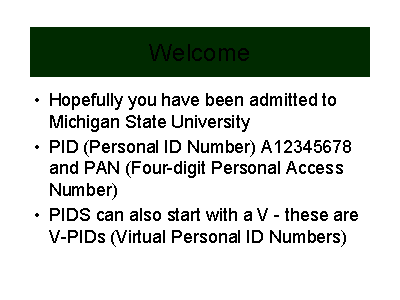 Welcome
• Hopefully you have been admitted to
Michigan State University
• PID (Personal ID Number) A12345678
and PAN (Four-digit Personal Access
Number)
• PIDS can also start with a V - these are
V-PIDs (Virtual Personal ID Numbers)